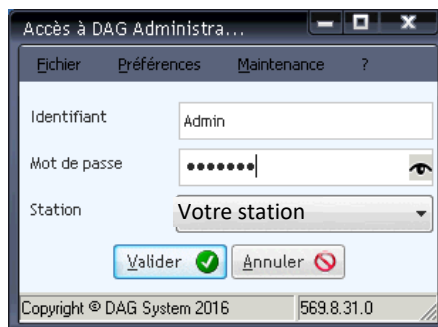 Accès à DAG Administra...
Fichier Préférences Maintenance ?
Identifiant Admin
Mot de passe •••••••
Station Votre station
Valider Annuler
Copyright © DAG System 2016 569.8.31.0